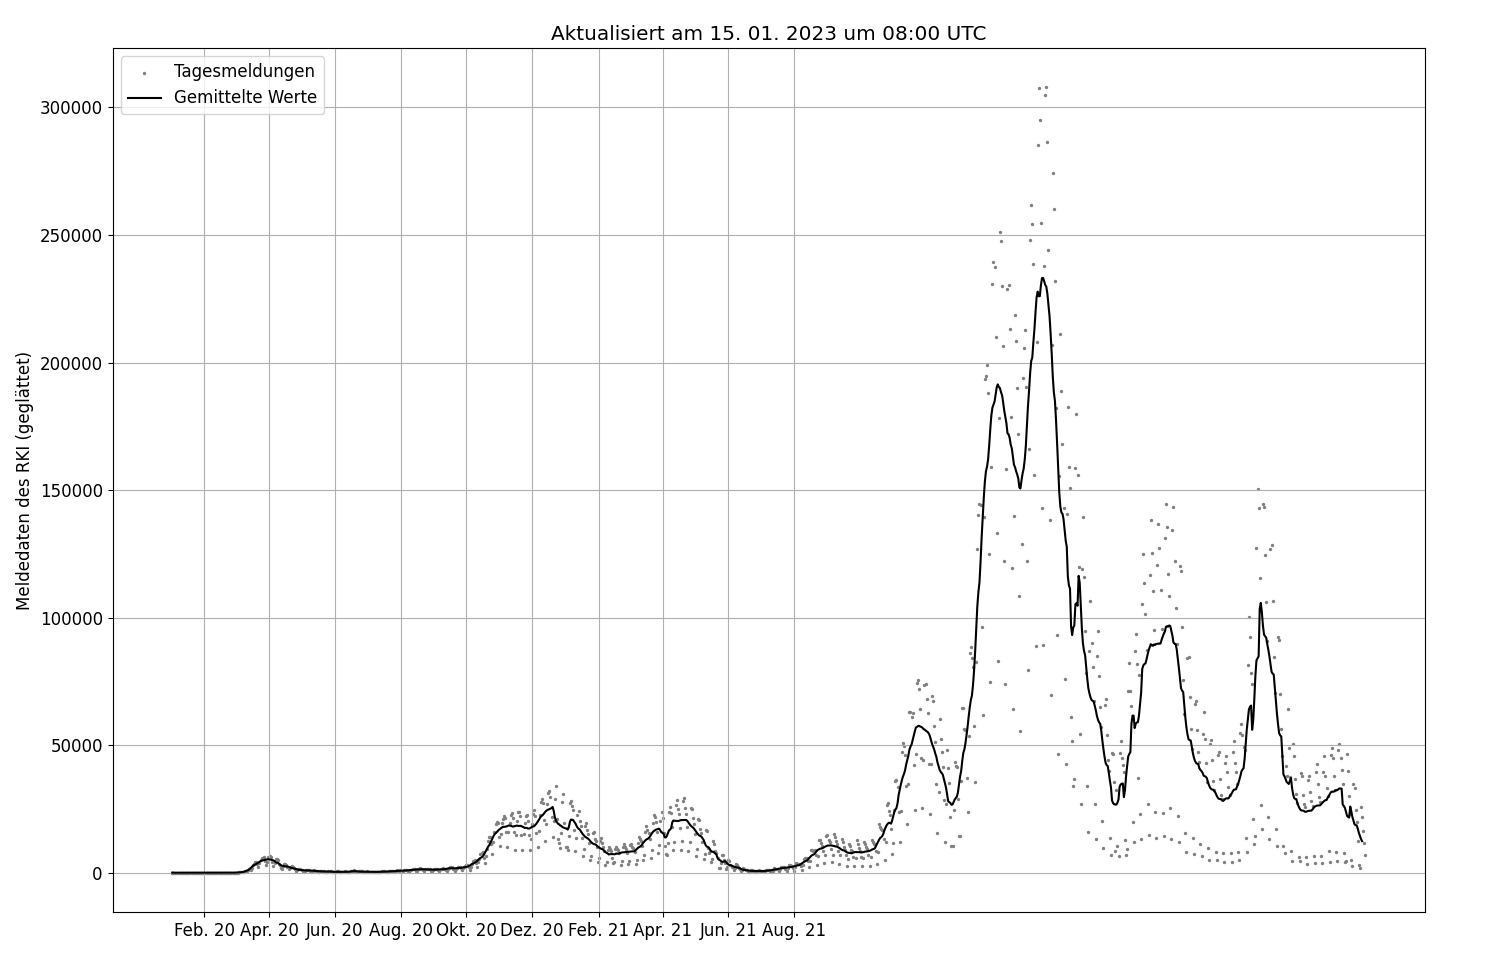 Aktualisiert am 15. 01. 2023 um 08:00 UTC
Tagesmeldungen
Gemittelte Werte
Meldedaten des RKI (geglättet)
300000
250000
200000
150000
100000
50000
0
Feb. 20 Apr. 20 Jun. 20 Aug. 20 Okt. 20 Dez. 20 Feb. 21 Apr. 21 Jun. 21 Aug. 21